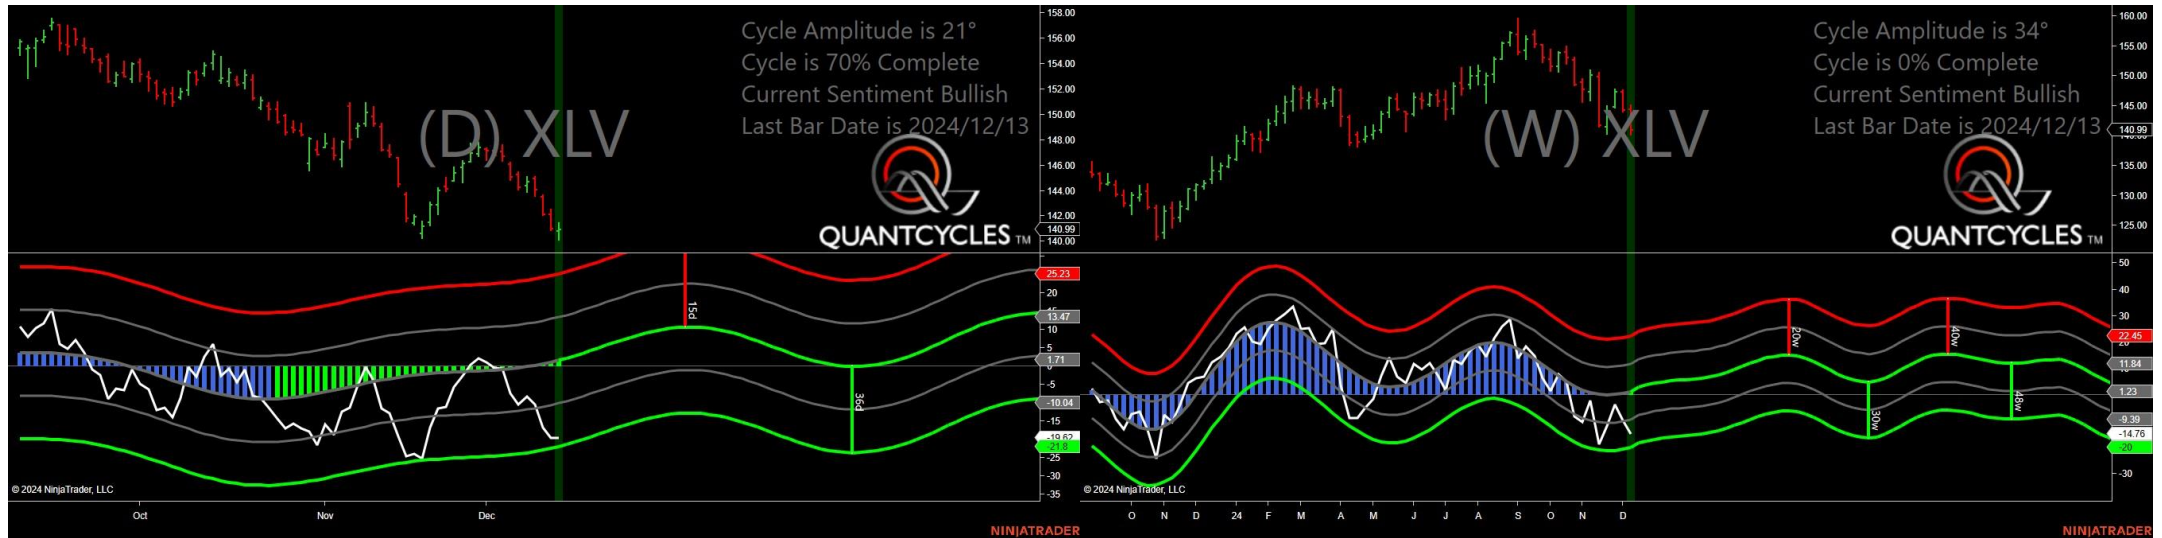 Cycle Amplitude is 21°
Cycle is 70% Complete
Current Sentiment Bullish
Last Bar Date is 2024/12/13
(D) XLV
QUANTCYCLES TM
158.00
156.00
154.00
152.00
150.00
148.00
146.00
144.00
142.00
140.99
140.00
25.23
20
13.47
10
5
1.71
0
-5
-10.04
-15
-19.62
-21.8
-25
-30
-35
15d
36d
© 2024 NinjaTrader, LLC
Oct Nov Dec
NINJATRADER
Cycle Amplitude is 34°
Cycle is 0% Complete
Current Sentiment Bullish
Last Bar Date is 2024/12/13
(W) XLV
QUANTCYCLES TM
160.00
155.00
150.00
145.00
140.99
135.00
130.00
125.00
50
40
30
22.45
20
11.84
1.23
-9.39
-14.76
-20
-30
20w
30w
40w
48w
© 2024 NinjaTrader, LLC
O N D 24 F M A M J J A S O N D
NINJATRADER